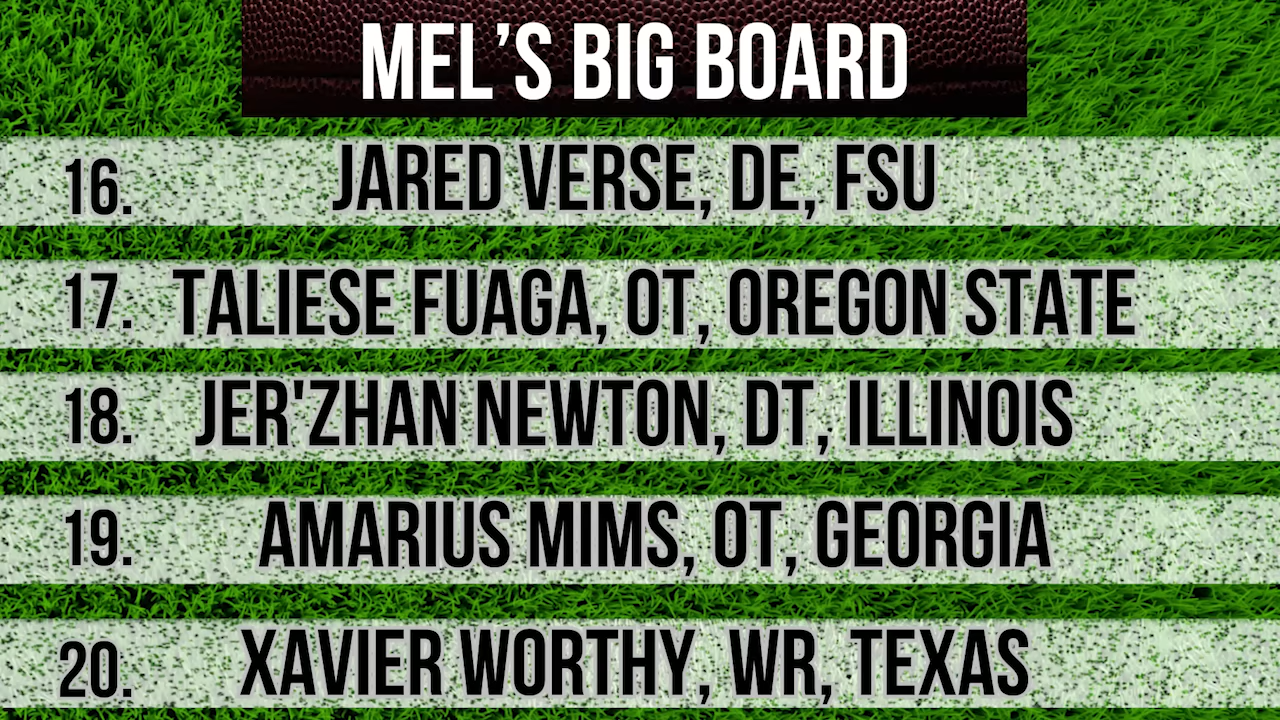 MEL'S BIG BOARD
16. JARED VERSE, DE, FSU
17. TALIESE FUAGA, OT, OREGON STATE
18. JER'ZHAN NEWTON, DT, ILLINOIS
19. AMARIUS MIMS, OT, GEORGIA
20. XAVIER WORTHY, WR, TEXAS